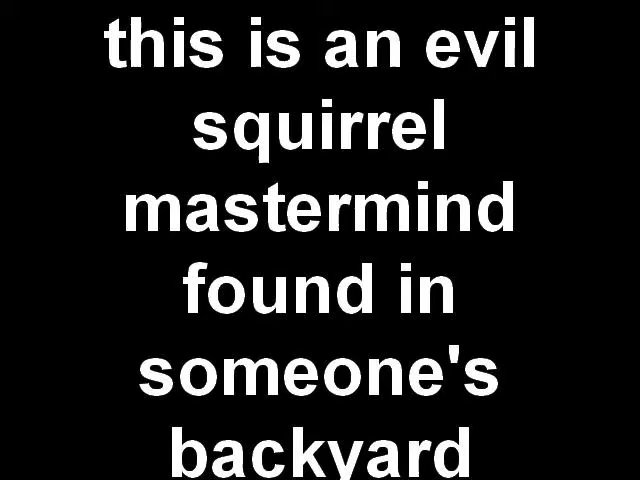 this is an evil
squirrel
mastermind
found in
someone's
backyard